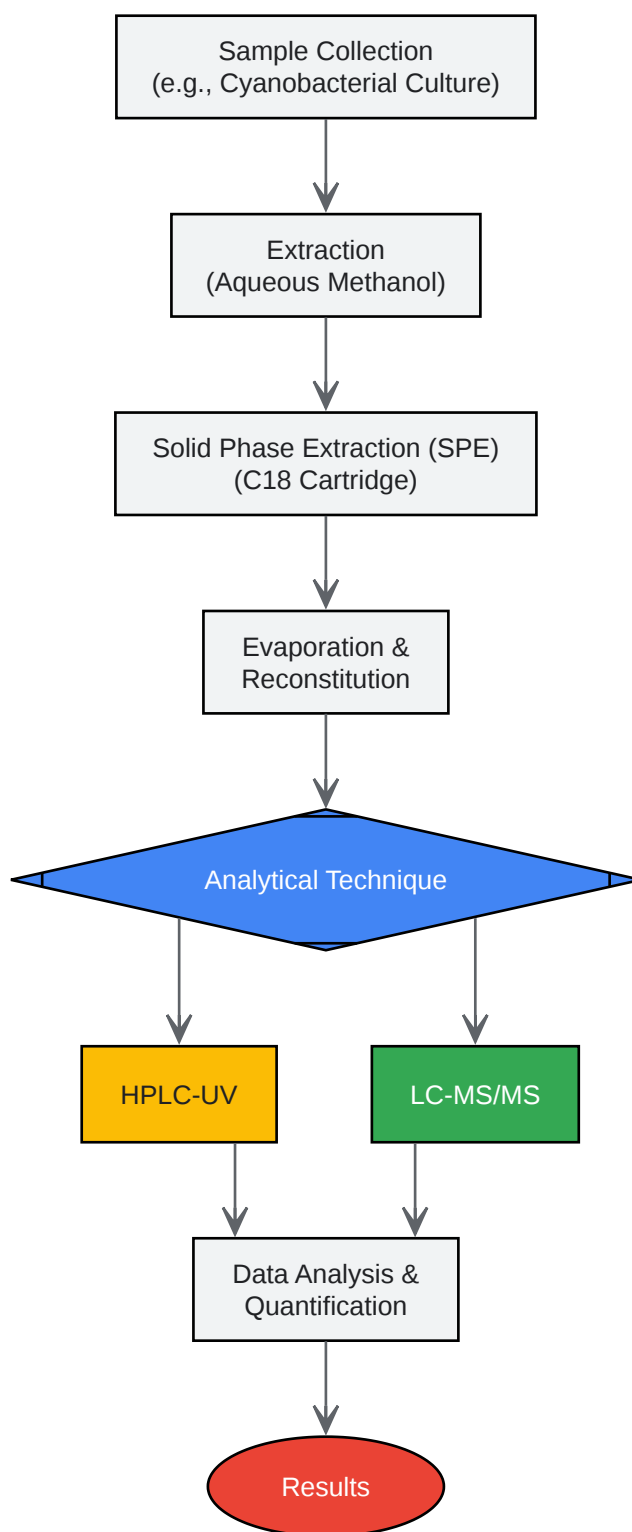 Sample Collection
(e.g., Cyanobacterial Culture)
Extraction
(Aqueous Methanol)
Solid Phase Extraction (SPE)
(C18 Cartridge)
Evaporation &
Reconstitution
Analytical Technique
HPLC-UV
LC-MS/MS
Data Analysis &
Quantification
Results